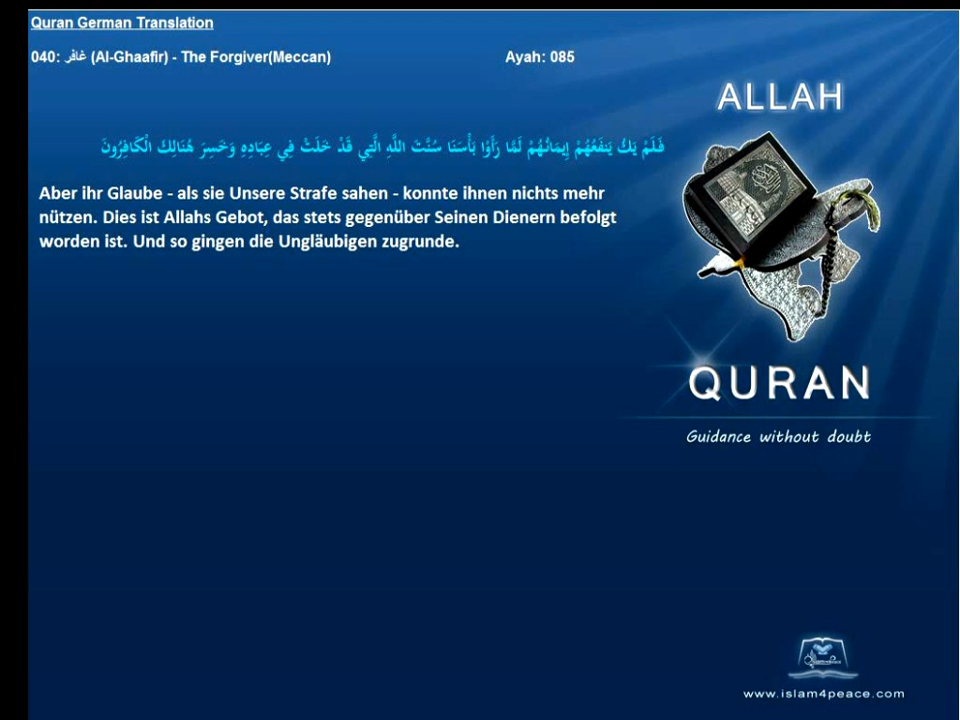 Quran German Translation
040: غافر (Al-Ghaafir) - The Forgiver(Meccan) Ayah: 085
ALLAH
فَلَمْ يَكُ يَنفَعُهُمْ إِيمَانُهُمْ لَمَّا رَأَوْا بَأْسَنَا سُنَّتَ اللَّهِ الَّتِي قَدْ خَلَتْ فِي عِبَادِهِ وَخَسِرَ هُنَالِكَ الْكَافِرُونَ
Aber ihr Glaube - als sie Unsere Strafe sahen - konnte ihnen nichts mehr
nützen. Dies ist Allahs Gebot, das stets gegenüber Seinen Dienern befolgt
worden ist. Und so gingen die Ungläubigen zugrunde.
QURAN
Guidance without doubt
www.islam4peace.com